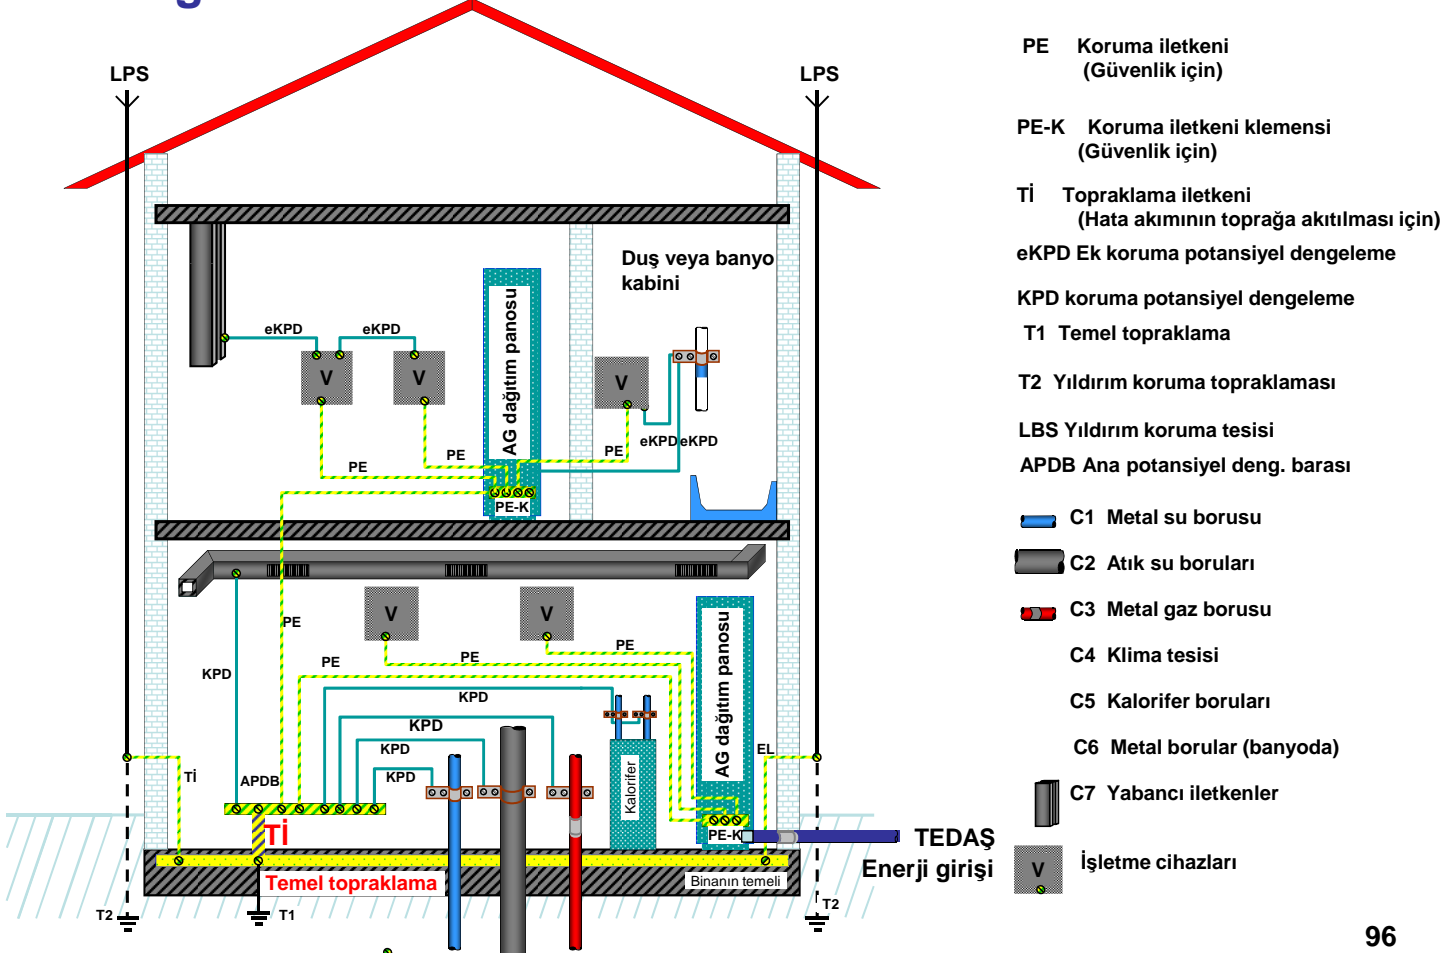 LPS
LPS
Duş veya banyo
kabini
eKPD
eKPD
V
V
V
AG dağıtım panosu
eKPD
eKPD
PE
PE
PE
PE-K
PE
V
V
KPD
PE
PE
PE
KPD
KPD
KPD
KPD
AG dağıtım panosu
EL
Tİ
APDB
Kalorifer
Tİ
PE-K
TEDAŞ
Enerji girişi
Temel topraklama
Binanın temeli
T2
T1
T2
PE Koruma iletkeni
(Güvenlik için)
PE-K Koruma iletkeni klemensi
(Güvenlik için)
Tİ Topraklama iletkeni
(Hata akımının toprağa akıtılması için)
eKPD Ek koruma potansiyel dengeleme
KPD koruma potansiyel dengeleme
T1 Temel topraklama
T2 Yıldırım koruma topraklaması
LBS Yıldırım koruma tesisi
APDB Ana potansiyel deng. barası
C1 Metal su borusu
C2 Atık su boruları
C3 Metal gaz borusu
C4 Klima tesisi
C5 Kalorifer boruları
C6 Metal borular (banyoda)
C7 Yabancı iletkenler
V İşletme cihazları
96